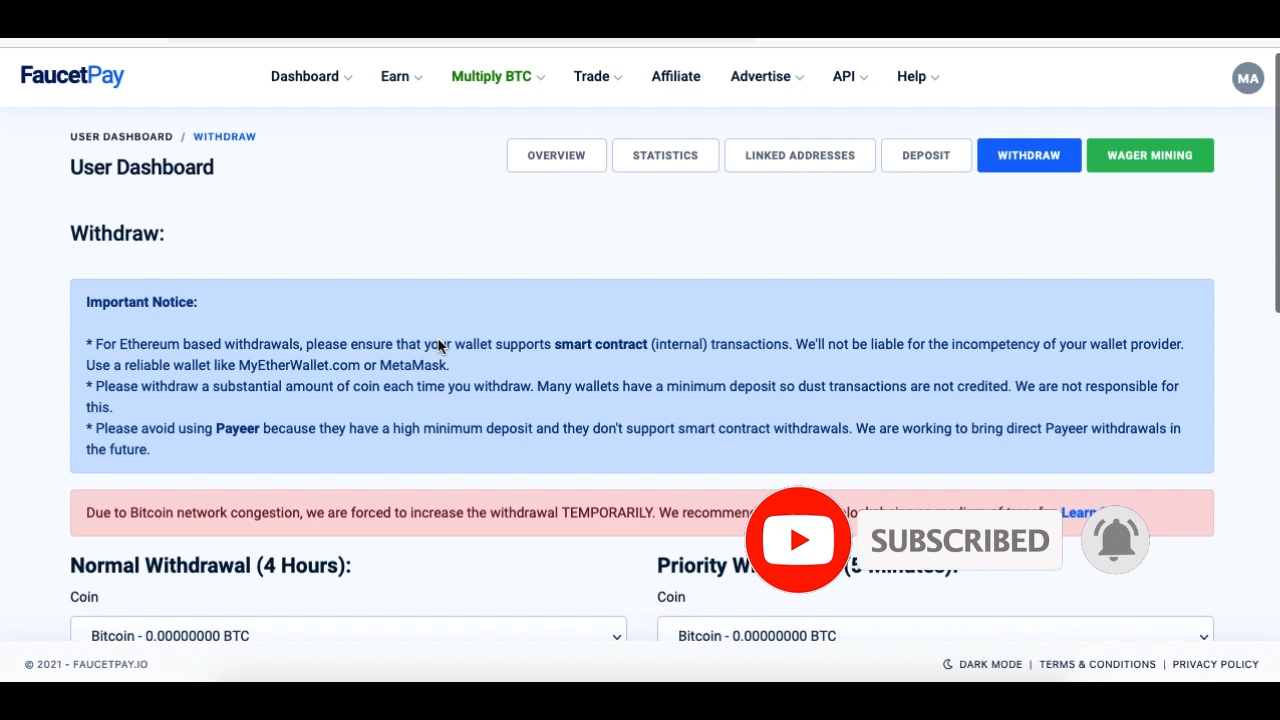 FaucetPay
Dashboard Earn Multiply BTC Trade Affiliate Advertise API Help
MA
USER DASHBOARD / WITHDRAW
User Dashboard
OVERVIEW STATISTICS LINKED ADDRESSES DEPOSIT WITHDRAW WAGER MINING
Withdraw:
Important Notice:
* For Ethereum based withdrawals, please ensure that your wallet supports smart contract (internal) transactions. We'll not be liable for the incompetency of your wallet provider.
Use a reliable wallet like MyEtherWallet.com or MetaMask.
* Please withdraw a substantial amount of coin each time you withdraw. Many wallets have a minimum deposit so dust transactions are not credited. We are not responsible for
this.
* Please avoid using Payeer because they have a high minimum deposit and they don't support smart contract withdrawals. We are working to bring direct Payeer withdrawals in
the future.
Due to Bitcoin network congestion, we are forced to increase the withdrawal TEMPORARILY. We Learn
SUBSCRIBED
Normal Withdrawal (4 Hours): Priority
Coin Coin
Bitcoin - 0.00000000 BTC Bitcoin - 0.00000000 BTC
© 2021 - FAUCETPAY.IO DARK MODE | TERMS & CONDITIONS | PRIVACY POLICY